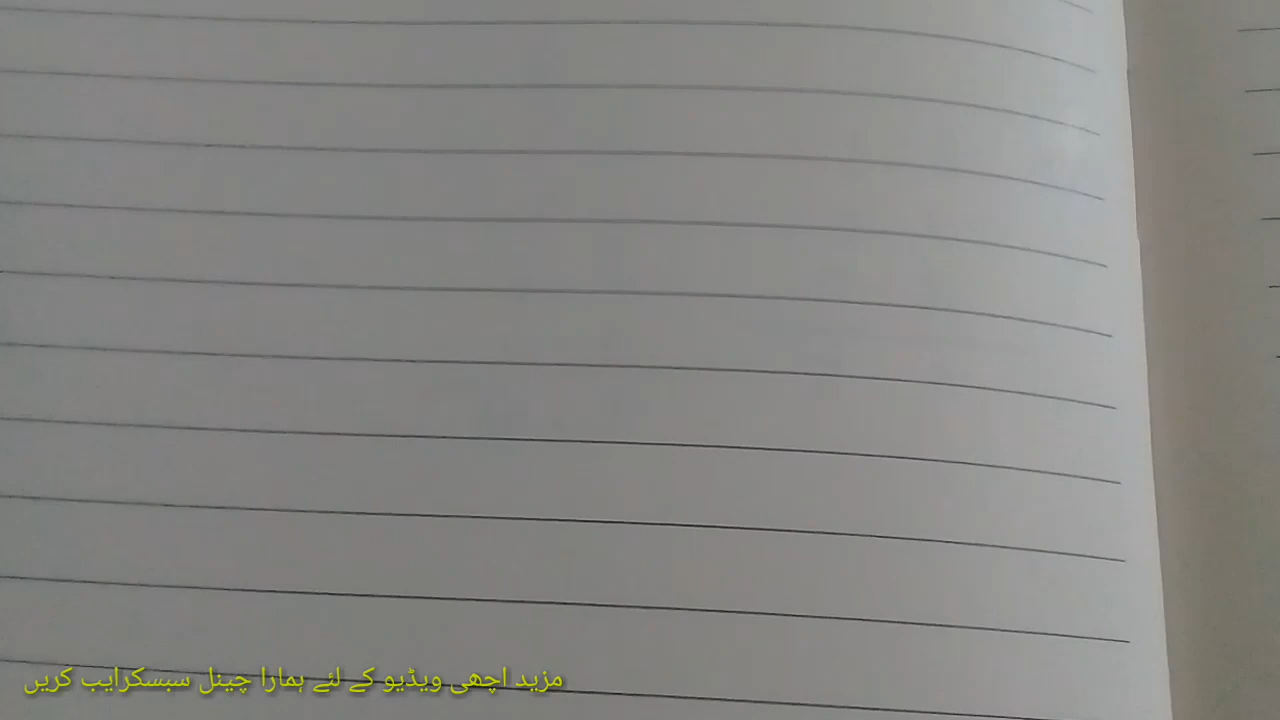 مزید اچھی ویڈیو کے لئے ہمارا چینل سبسکرایب کریں